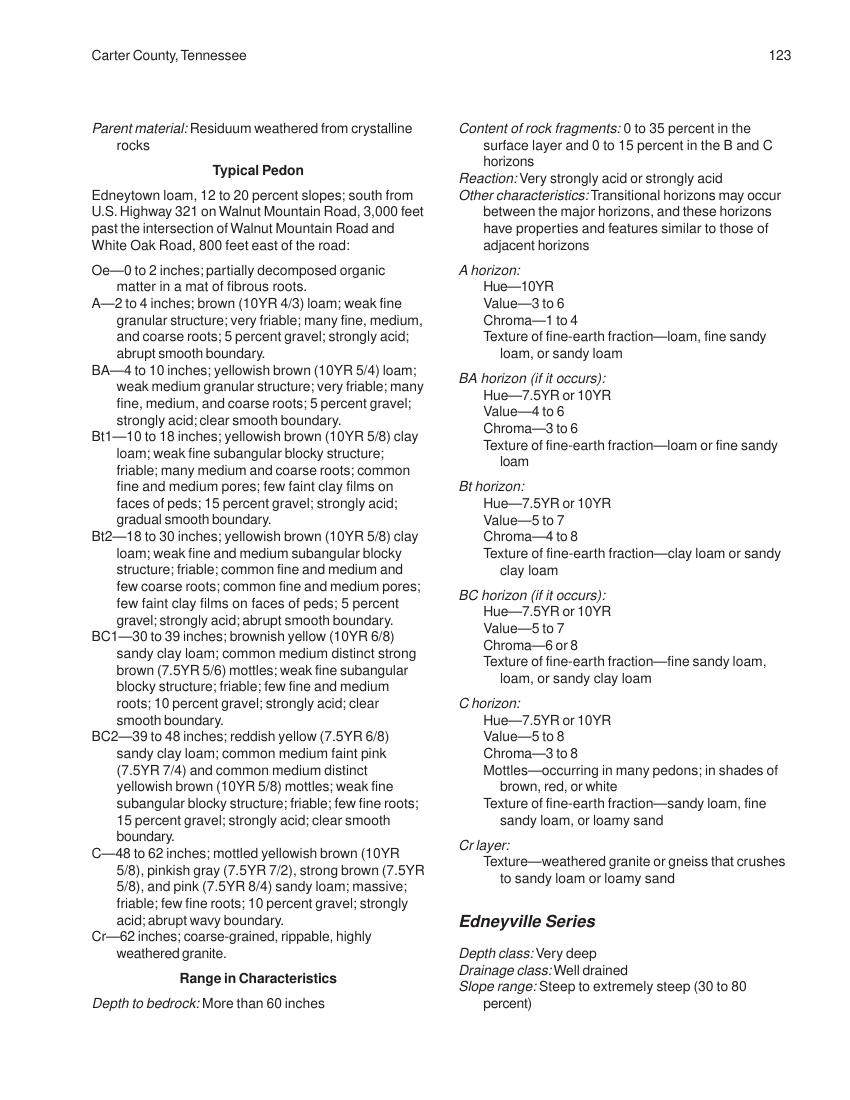 Carter County, Tennessee
123
Parent material: Residuum weathered from crystalline
rocks
Typical Pedon
Edneytown loam, 12 to 20 percent slopes; south from
U.S. Highway 321 on Walnut Mountain Road, 3,000 feet
past the intersection of Walnut Mountain Road and
White Oak Road, 800 feet east of the road:
Oe—0 to 2 inches; partially decomposed organic
matter in a mat of fibrous roots.
A—2 to 4 inches; brown (10YR 4/3) loam; weak fine
granular structure; very friable; many fine, medium,
and coarse roots; 5 percent gravel; strongly acid;
abrupt smooth boundary.
BA—4 to 10 inches; yellowish brown (10YR 5/4) loam;
weak medium granular structure; very friable; many
fine, medium, and coarse roots; 5 percent gravel;
strongly acid; clear smooth boundary.
Bt1—10 to 18 inches; yellowish brown (10YR 5/8) clay
loam; weak fine subangular blocky structure;
friable; many medium and coarse roots; common
fine and medium pores; few faint clay films on
faces of peds; 15 percent gravel; strongly acid;
gradual smooth boundary.
Bt2—18 to 30 inches; yellowish brown (10YR 5/8) clay
loam; weak fine and medium subangular blocky
structure; friable; common fine and medium and
few coarse roots; common fine and medium pores;
few faint clay films on faces of peds; 5 percent
gravel; strongly acid; abrupt smooth boundary.
BC1—30 to 39 inches; brownish yellow (10YR 6/8)
sandy clay loam; common medium distinct strong
brown (7.5YR 5/6) mottles; weak fine subangular
blocky structure; friable; few fine and medium
roots; 10 percent gravel; strongly acid; clear
smooth boundary.
BC2—39 to 48 inches; reddish yellow (7.5YR 6/8)
sandy clay loam; common medium faint pink
(7.5YR 7/4) and common medium distinct
yellowish brown (10YR 5/8) mottles; weak fine
subangular blocky structure; friable; few fine roots;
15 percent gravel; strongly acid; clear smooth
boundary.
C—48 to 62 inches; mottled yellowish brown (10YR
5/8), pinkish gray (7.5YR 7/2), strong brown (7.5YR
5/8), and pink (7.5YR 8/4) sandy loam; massive;
friable; few fine roots; 10 percent gravel; strongly
acid; abrupt wavy boundary.
Cr—62 inches; coarse-grained, rippable, highly
weathered granite.
Range in Characteristics
Depth to bedrock: More than 60 inches
Content of rock fragments: 0 to 35 percent in the
surface layer and 0 to 15 percent in the B and C
horizons
Reaction: Very strongly acid or strongly acid
Other characteristics: Transitional horizons may occur
between the major horizons, and these horizons
have properties and features similar to those of
adjacent horizons
A horizon:
Hue—10YR
Value—3 to 6
Chroma—1 to 4
Texture of fine-earth fraction—loam, fine sandy
loam, or sandy loam
BA horizon (if it occurs):
Hue—7.5YR or 10YR
Value—4 to 6
Chroma—3 to 6
Texture of fine-earth fraction—loam or fine sandy
loam
Bt horizon:
Hue—7.5YR or 10YR
Value—5 to 7
Chroma—4 to 8
Texture of fine-earth fraction—clay loam or sandy
clay loam
BC horizon (if it occurs):
Hue—7.5YR or 10YR
Value—5 to 7
Chroma—6 or 8
Texture of fine-earth fraction—fine sandy loam,
loam, or sandy clay loam
C horizon:
Hue—7.5YR or 10YR
Value—5 to 8
Chroma—3 to 8
Mottles—occurring in many pedons; in shades of
brown, red, or white
Texture of fine-earth fraction—sandy loam, fine
sandy loam, or loamy sand
Cr layer:
Texture—weathered granite or gneiss that crushes
to sandy loam or loamy sand
Edneyville Series
Depth class: Very deep
Drainage class: Well drained
Slope range: Steep to extremely steep (30 to 80
percent)